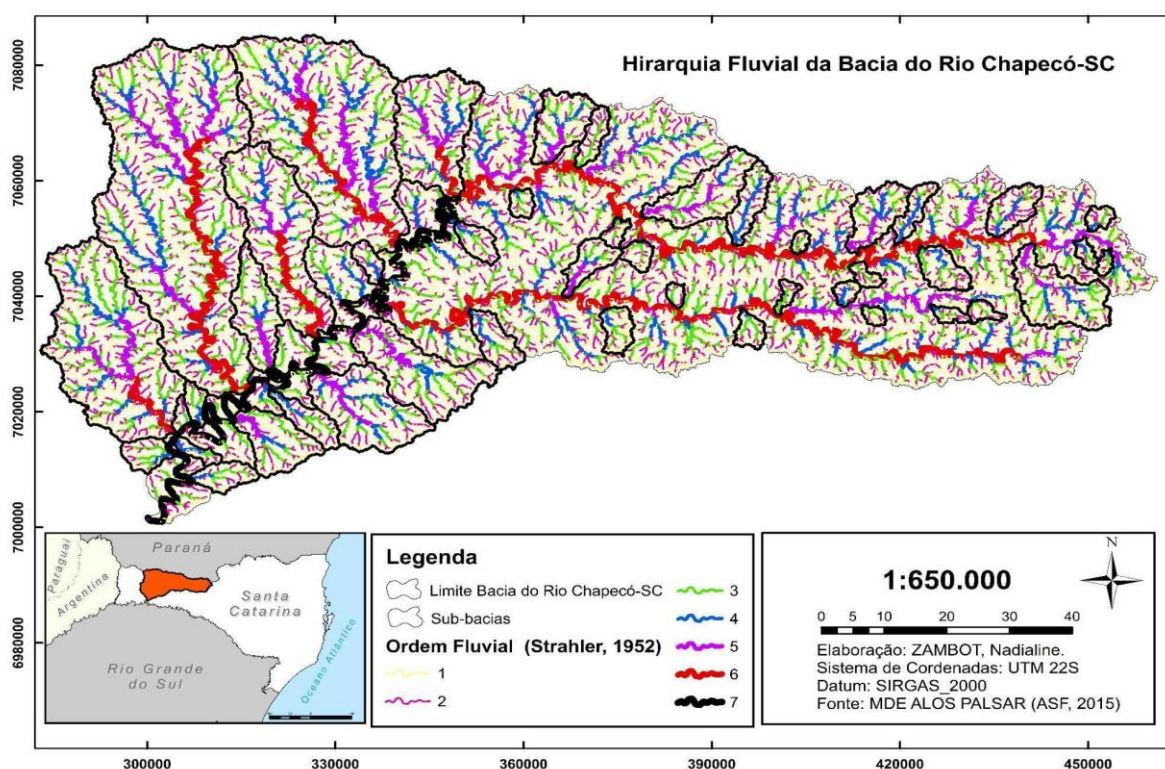 Hirarquia Fluvial da Bacia do Rio Chapecó-SC
7080000
7060000
7040000
7020000
7000000
6980000
Paraná
Paraguai
Argentina
Santa
Catarina
Rio Grande
do Sul
Oceano Atlântico
Legenda
Limite Bacia do Rio Chapecó-SC
Sub-bacias
Ordem Fluvial (Strahler, 1952)
1
2
3
4
5
6
7
N
1:650.000
0 5 10 20 30 40
Elaboração: ZAMBOT, Nadialine.
Sistema de Cordenadas: UTM 22S
Datum: SIRGAS_2000
Fonte: MDE ALOS PALSAR (ASF, 2015)
300000 330000 360000 390000 420000 450000